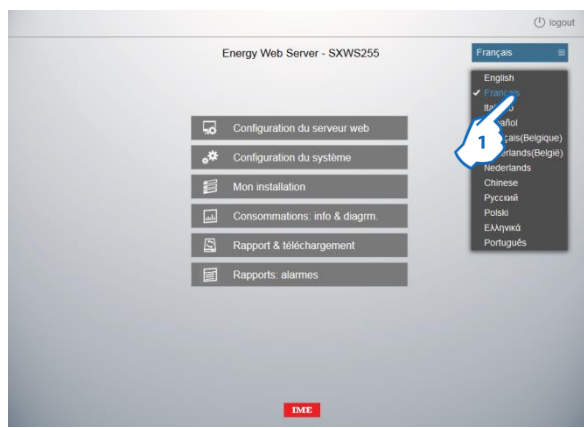 logout
Energy Web Server - SXWS255
Français
English
✓ Français
Configuration du serveur web
Configuration du système
Mon installation
Consommations: info & diagrm.
Rapport & téléchargement
Rapports: alarmes
1
Nederlands
Chinese
Русский
Polski
Ελληνικά
Português
IME